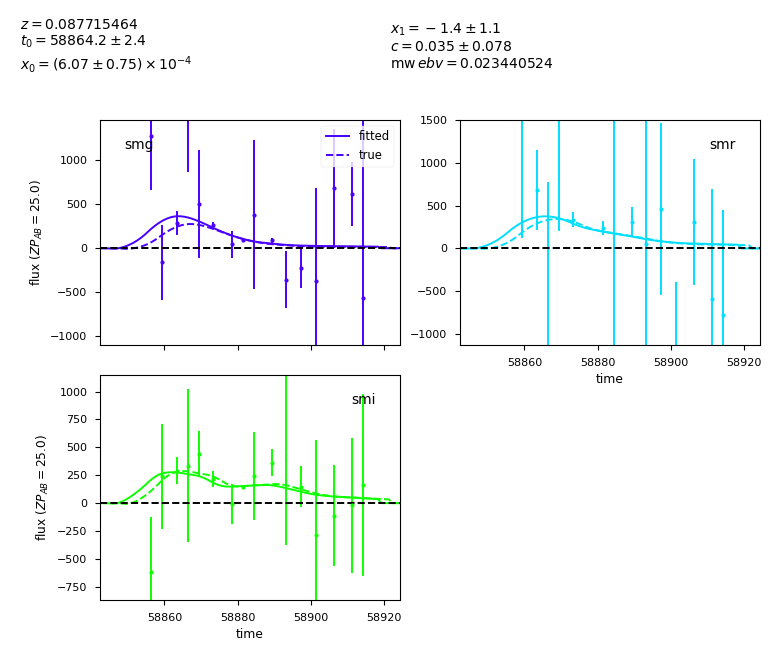 z = 0.087715464
t₀ = 58864.2 ± 2.4
x₀ = (6.07 ± 0.75) × 10⁻⁴
x₁ = −1.4 ± 1.1
c = 0.035 ± 0.078
mw ebv = 0.023440524
smg
fitted
true
1000
500
0
−500
−1000
flux (ZP_AB = 25.0)
smr
1500
1000
500
0
−500
−1000
58860 58880 58900 58920
time
smi
1000
750
500
250
0
−250
−500
−750
flux (ZP_AB = 25.0)
58860 58880 58900 58920
time